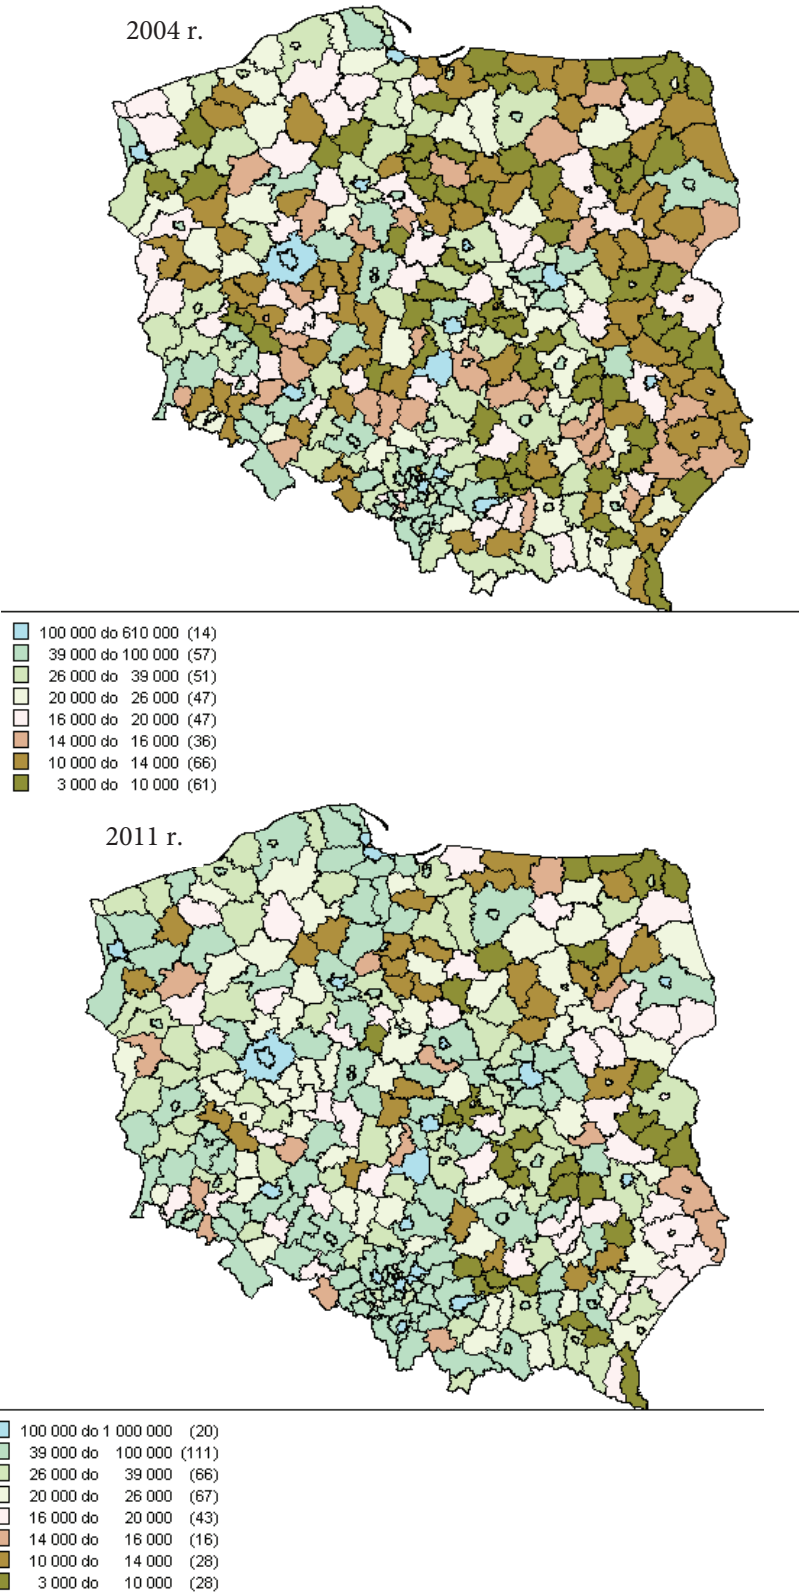 2004 r.
100 000 do 610 000 (14)
39 000 do 100 000 (57)
26 000 do 39 000 (51)
20 000 do 26 000 (47)
16 000 do 20 000 (47)
14 000 do 16 000 (36)
10 000 do 14 000 (66)
3 000 do 10 000 (61)
2011 r.
100 000 do 1 000 000 (20)
39 000 do 100 000 (111)
26 000 do 39 000 (66)
20 000 do 26 000 (67)
16 000 do 20 000 (43)
14 000 do 16 000 (16)
10 000 do 14 000 (28)
3 000 do 10 000 (28)